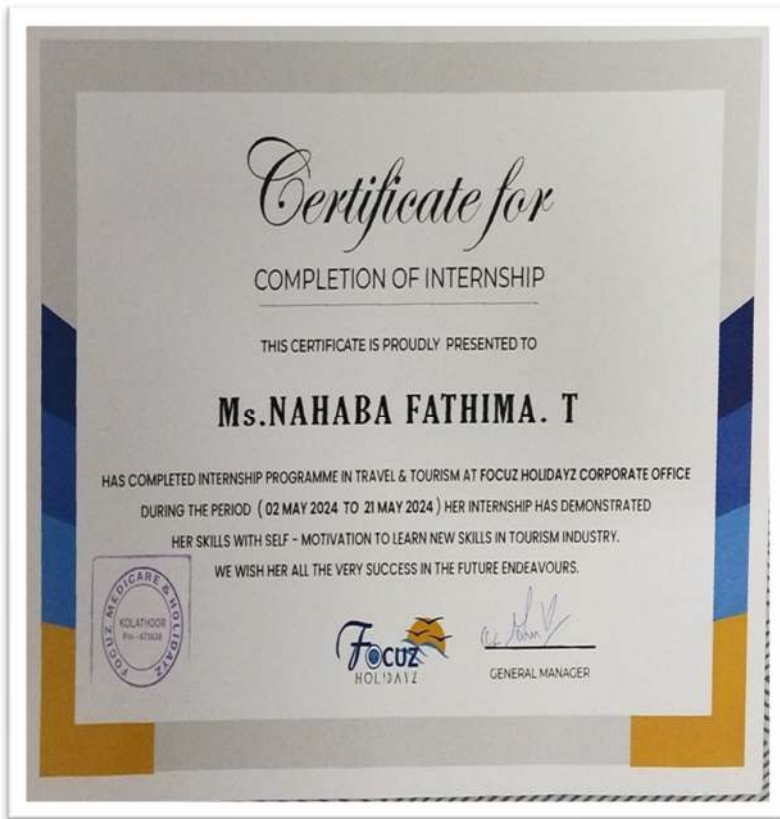 Certificate for
COMPLETION OF INTERNSHIP
THIS CERTIFICATE IS PROUDLY PRESENTED TO
Ms.NAHABA FATHIMA. T
HAS COMPLETED INTERNSHIP PROGRAMME IN TRAVEL & TOURISM AT FOCUZ HOLIDAYZ CORPORATE OFFICE
DURING THE PERIOD ( 02 MAY 2024 TO 21 MAY 2024 ) HER INTERNSHIP HAS DEMONSTRATED
HER SKILLS WITH SELF - MOTIVATION TO LEARN NEW SKILLS IN TOURISM INDUSTRY.
WE WISH HER ALL THE VERY SUCCESS IN THE FUTURE ENDEAVOURS.
FOCUZ MEDICARE & HOLIDAYZ
KOLATHOOR
FOCUZ
HOLIDAYZ
GENERAL MANAGER